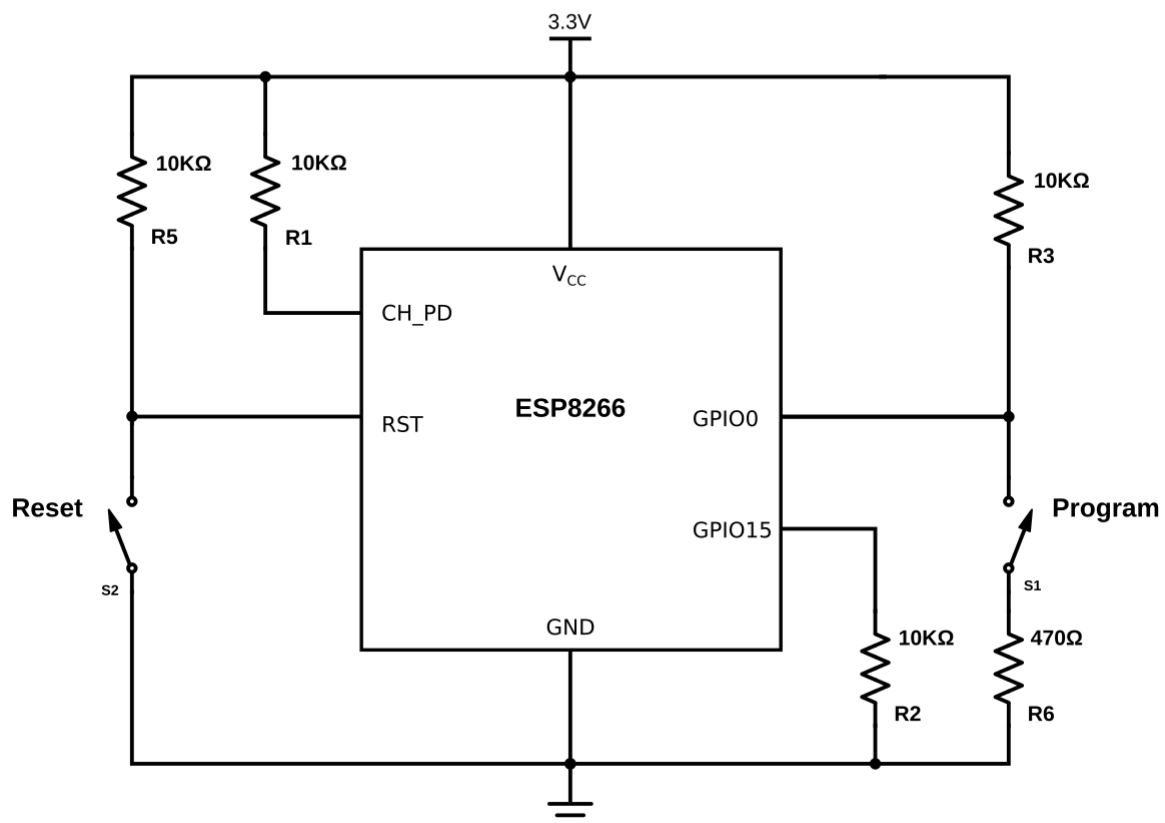 3.3V
10KΩ
10KΩ
10KΩ
R5
R1
R3
VCC
CH_PD
ESP8266
RST
GPIO0
Reset
Program
GPIO15
S2
S1
GND
10KΩ
470Ω
R2
R6